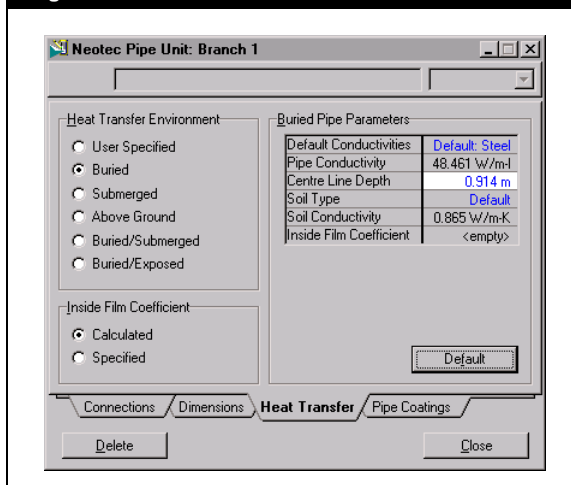 Neotec Pipe Unit: Branch 1
Heat Transfer Environment
User Specified
Buried
Submerged
Above Ground
Buried/Submerged
Buried/Exposed
Inside Film Coefficient
Calculated
Specified
Buried Pipe Parameters
Default Conductivities Default: Steel
Pipe Conductivity 48.461 W/m-I
Centre Line Depth 0.914 m
Soil Type Default
Soil Conductivity 0.865 W/m-K
Inside Film Coefficient <empty>
Default
Connections Dimensions Heat Transfer Pipe Coatings
Delete Close